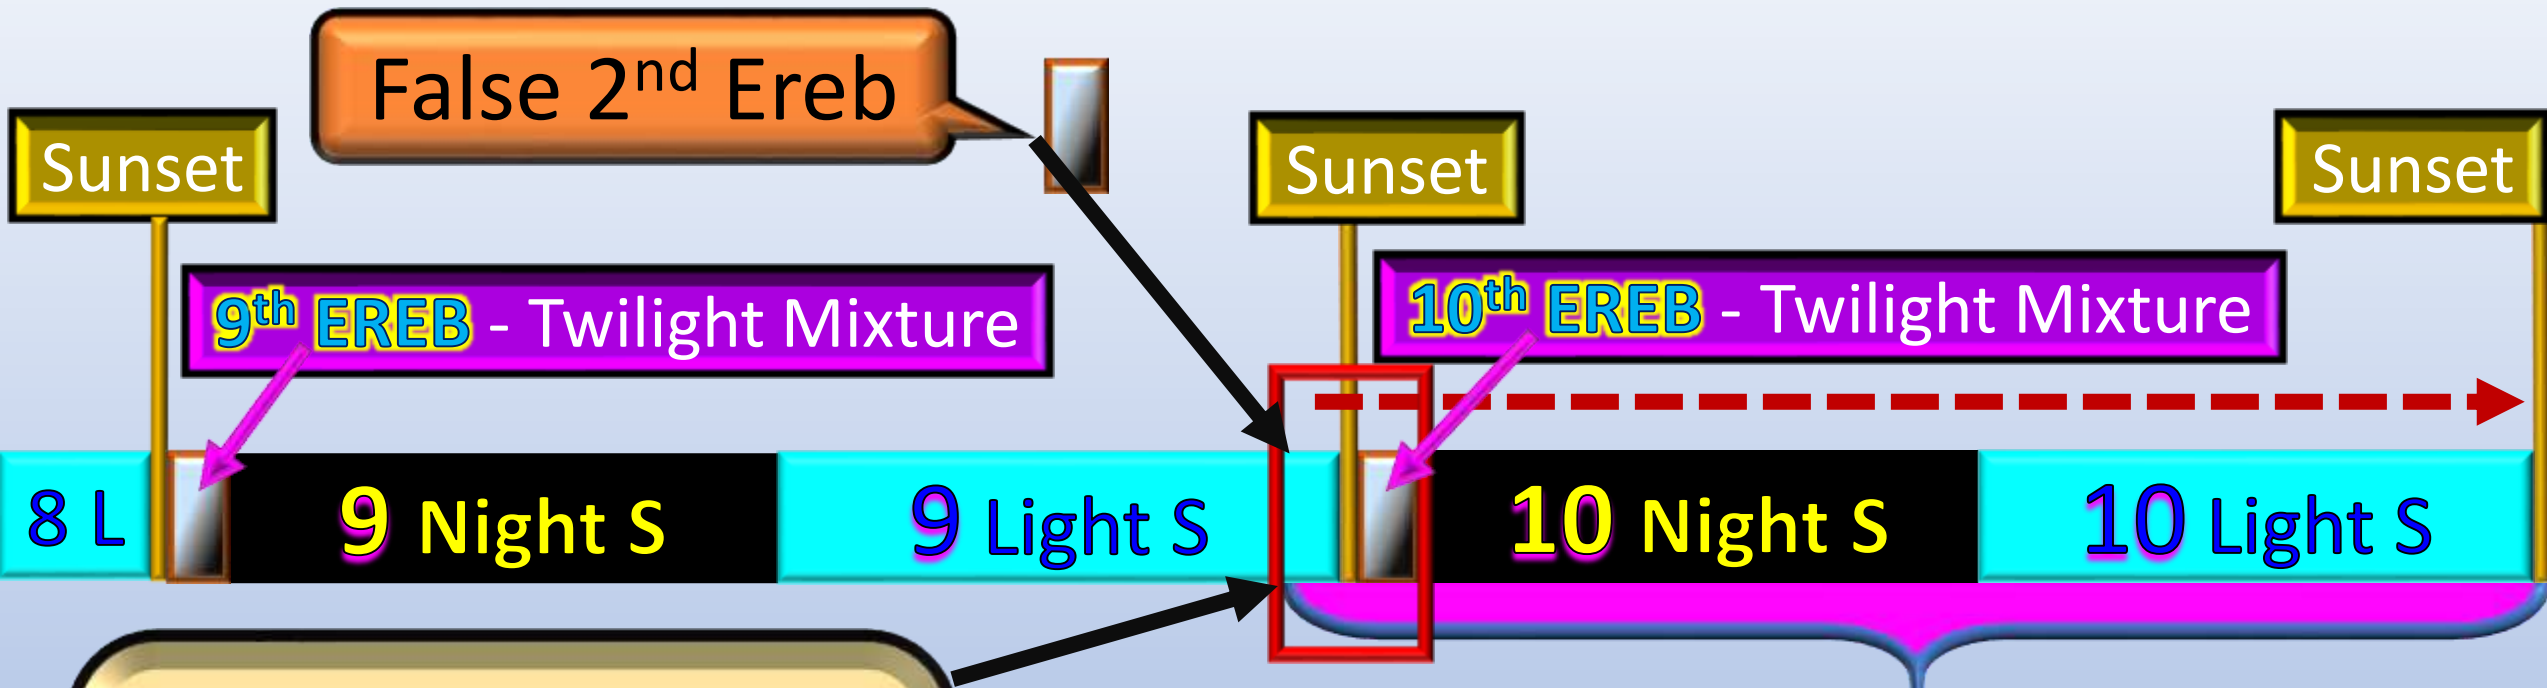 False 2nd Ereb
Sunset
Sunset
Sunset
9th EREB - Twilight Mixture
10th EREB - Twilight Mixture
8 L
9 Night S
9 Light S
10 Night S
10 Light S